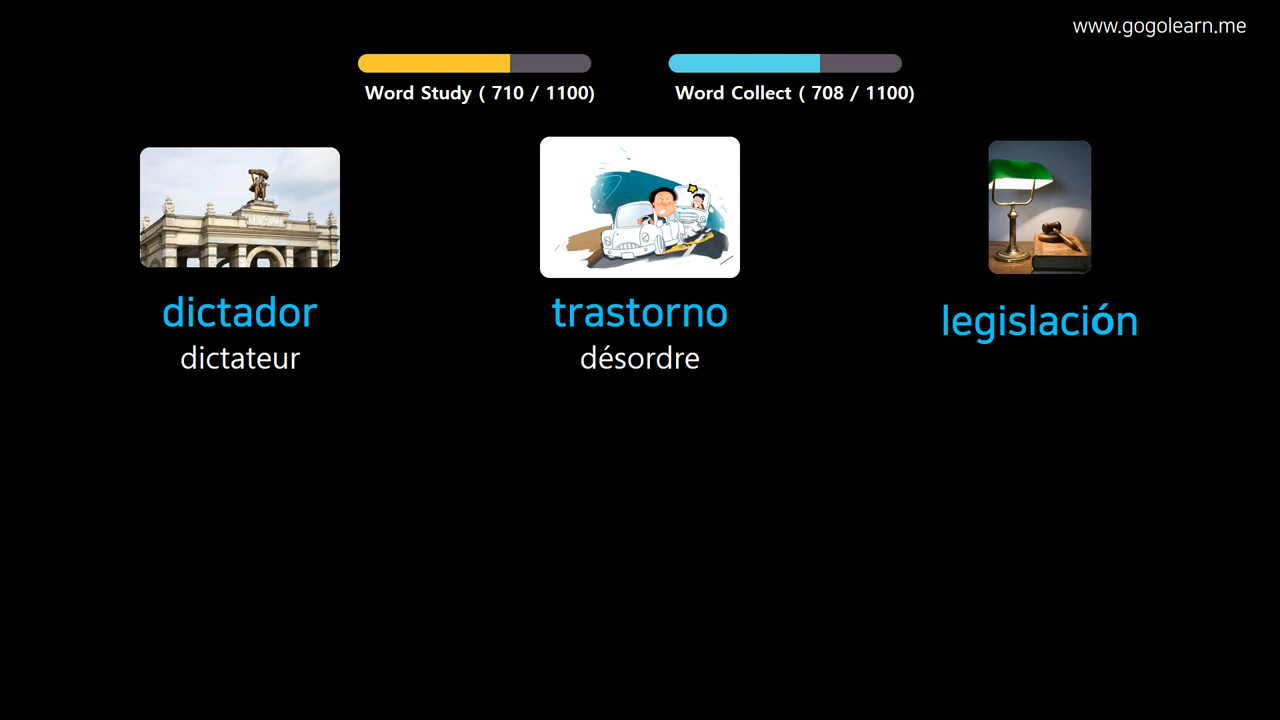 www.gogolearn.me
Word Study ( 710 / 1100)
Word Collect ( 708 / 1100)
dictador
dictateur
trastorno
désordre
legislación